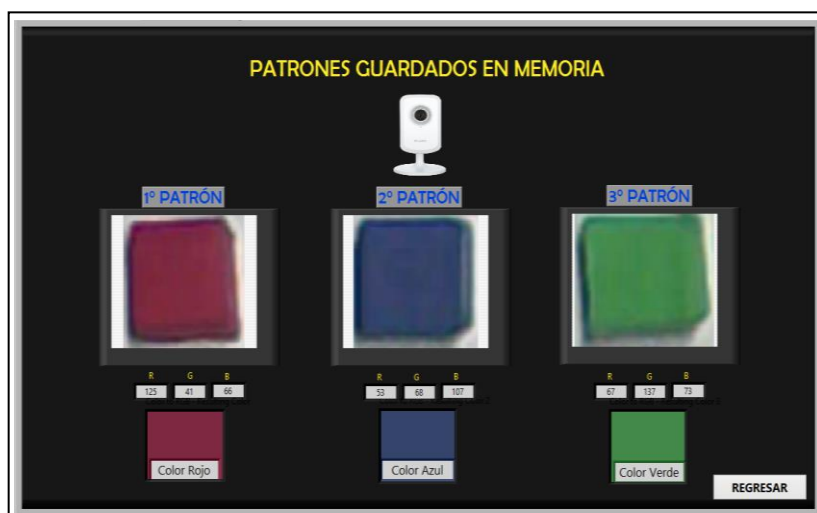 PATRONES GUARDADOS EN MEMORIA
1º PATRÓN 2º PATRÓN 3º PATRÓN
R G B R G B R G B
125 41 66 53 68 107 67 137 73
Color Rojo Color Azul Color Verde
REGRESAR